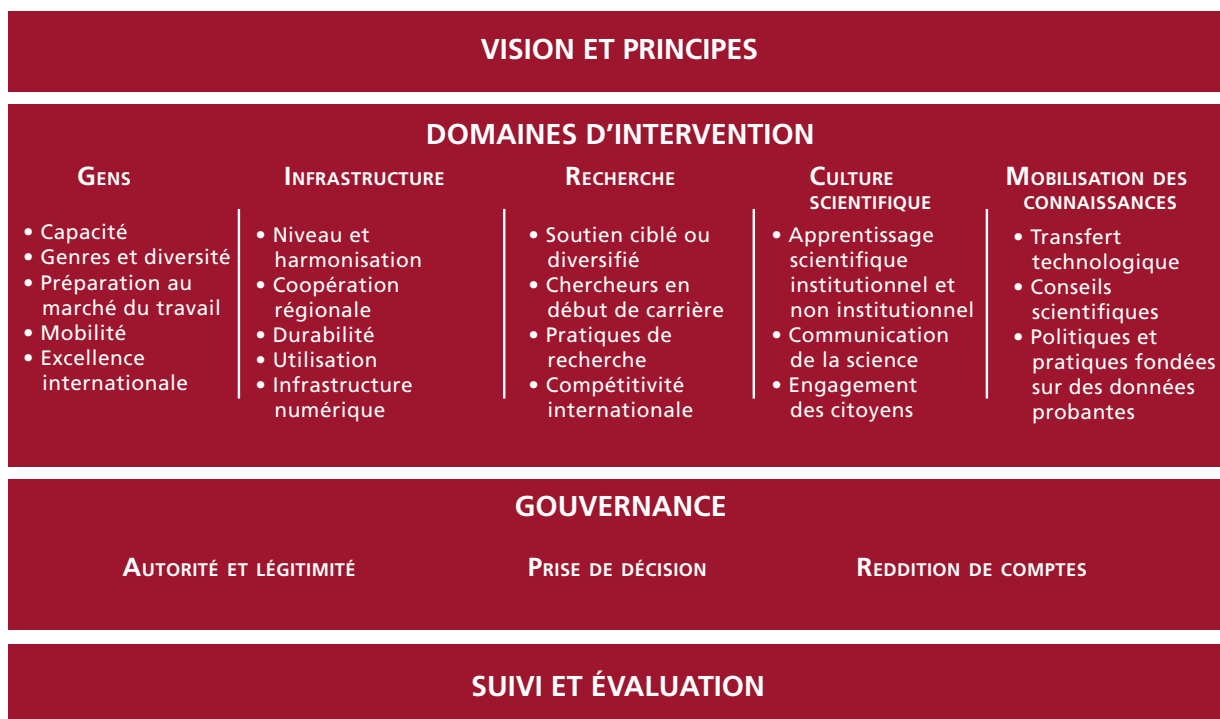 VISION ET PRINCIPES
DOMAINES D’INTERVENTION
GENS
• Capacité
• Genres et diversité
• Préparation au
marché du travail
• Mobilité
• Excellence
internationale
INFRASTRUCTURE
• Niveau et
harmonisation
• Coopération
régionale
• Durabilité
• Utilisation
• Infrastructure
numérique
RECHERCHE
• Soutien ciblé ou
diversifié
• Chercheurs en
début de carrière
• Pratiques de
recherche
• Compétitivité
internationale
CULTURE
SCIENTIFIQUE
• Apprentissage
scientifique
institutionnel et
non institutionnel
• Communication
de la science
• Engagement
des citoyens
MOBILISATION DES
CONNAISSANCES
• Transfert
technologique
• Conseils
scientifiques
• Politiques et
pratiques fondées
sur des données
probantes
GOUVERNANCE
AUTORITÉ ET LÉGITIMITÉ
PRISE DE DÉCISION
REDDITION DE COMPTES
SUIVI ET ÉVALUATION